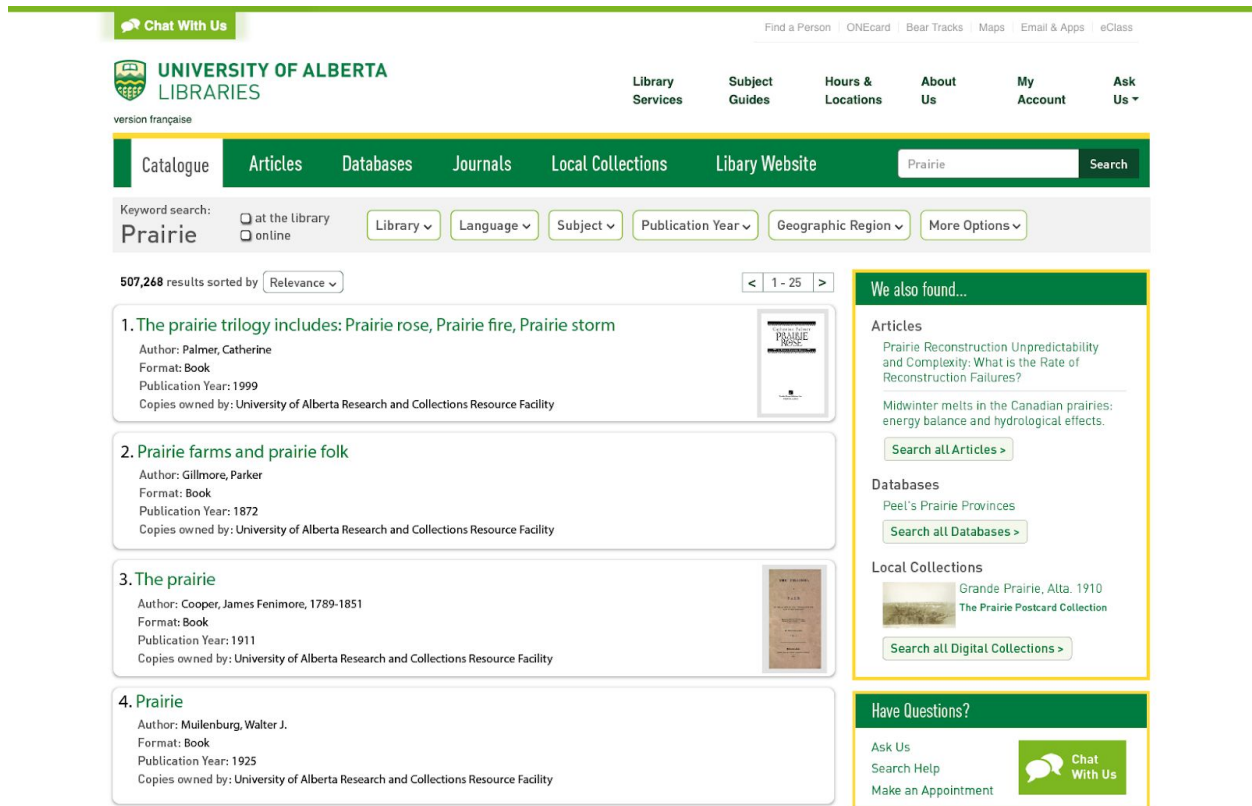 Chat With Us
Find a Person ONEcard Bear Tracks Maps Email & Apps eClass
UNIVERSITY OF ALBERTA
LIBRARIES
version française
Library Services
Subject Guides
Hours & Locations
About Us
My Account
Ask Us
Catalogue Articles Databases Journals Local Collections Libary Website Prairie Search
Keyword search:
Prairie
at the library
online
Library Language Subject Publication Year Geographic Region More Options
507,268 results sorted by Relevance
< 1 - 25 >
1. The prairie trilogy includes: Prairie rose, Prairie fire, Prairie storm
Author: Palmer, Catherine
Format: Book
Publication Year: 1999
Copies owned by: University of Alberta Research and Collections Resource Facility
PRAIRIE
ROSE
2. Prairie farms and prairie folk
Author: Gillmore, Parker
Format: Book
Publication Year: 1872
Copies owned by: University of Alberta Research and Collections Resource Facility
3. The prairie
Author: Cooper, James Fenimore, 1789-1851
Format: Book
Publication Year: 1911
Copies owned by: University of Alberta Research and Collections Resource Facility
4. Prairie
Author: Muilenburg, Walter J.
Format: Book
Publication Year: 1925
Copies owned by: University of Alberta Research and Collections Resource Facility
We also found...
Articles
Prairie Reconstruction Unpredictability
and Complexity: What is the Rate of
Reconstruction Failures?
Midwinter melts in the Canadian prairies:
energy balance and hydrological effects.
Search all Articles >
Databases
Peel's Prairie Provinces
Search all Databases >
Local Collections
Grande Prairie, Alta. 1910
The Prairie Postcard Collection
Search all Digital Collections >
Have Questions?
Ask Us
Search Help
Make an Appointment
Chat
With Us